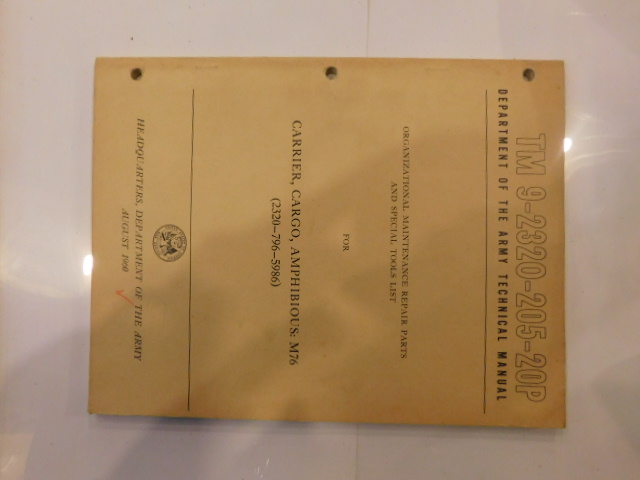 TM 9-2320-205-20P
DEPARTMENT OF THE ARMY TECHNICAL MANUAL
ORGANIZATIONAL MAINTENANCE REPAIR PARTS
AND SPECIAL TOOLS LIST
FOR
CARRIER, CARGO, AMPHIBIOUS: M76
(2320-796-5986)
HEADQUARTERS, DEPARTMENT OF THE ARMY
AUGUST 1960